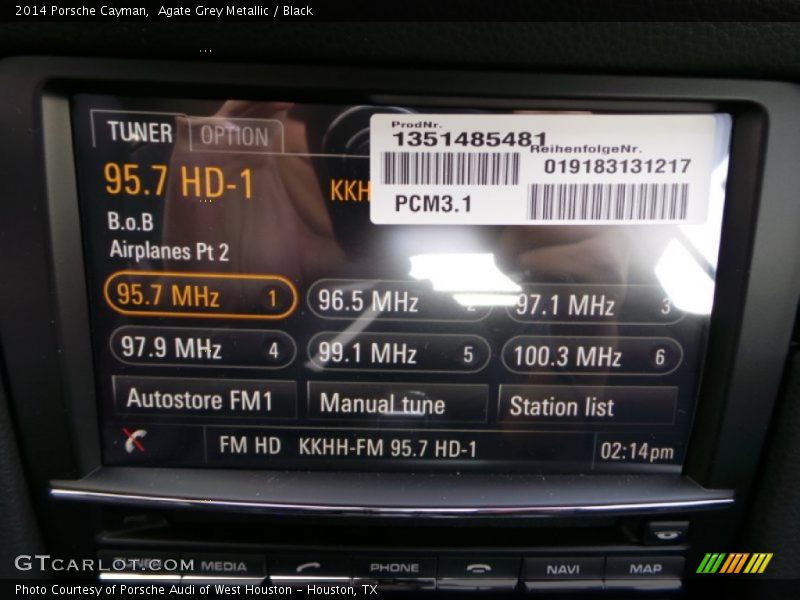 2014 Porsche Cayman, Agate Grey Metallic / Black
TUNER OPTION
ProdNr.
1351485481
ReihenfolgeNr.
019183131217
PCM3.1
95.7 HD-1 KKH
B.o.B
Airplanes Pt 2
95.7 MHz 1 96.5 MHz 2 97.1 MHz 3
97.9 MHz 4 99.1 MHz 5 100.3 MHz 6
Autostore FM1 Manual tune Station list
FM HD KKHH-FM 95.7 HD-1 02:14pm
TUNER MEDIA PHONE NAVI MAP
GTCARLOT.COM
Photo Courtesy of Porsche Audi of West Houston - Houston, TX